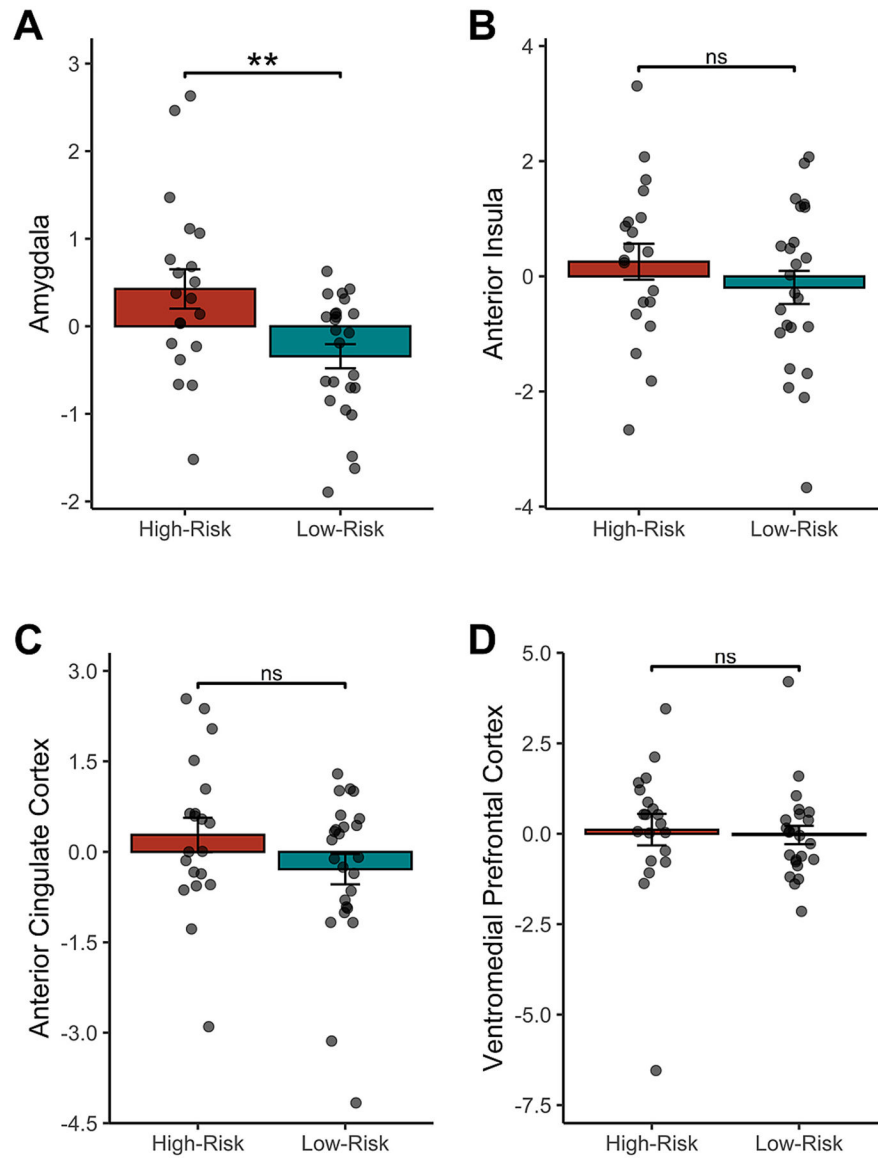 A
Amygdala
3
2
1
0
-1
-2
**
High-Risk
Low-Risk
B
Anterior Insula
4
2
0
-2
-4
ns
High-Risk
Low-Risk
C
Anterior Cingulate Cortex
3.0
1.5
0.0
-1.5
-3.0
-4.5
ns
High-Risk
Low-Risk
D
Ventromedial Prefrontal Cortex
5.0
2.5
0.0
-2.5
-5.0
-7.5
ns
High-Risk
Low-Risk